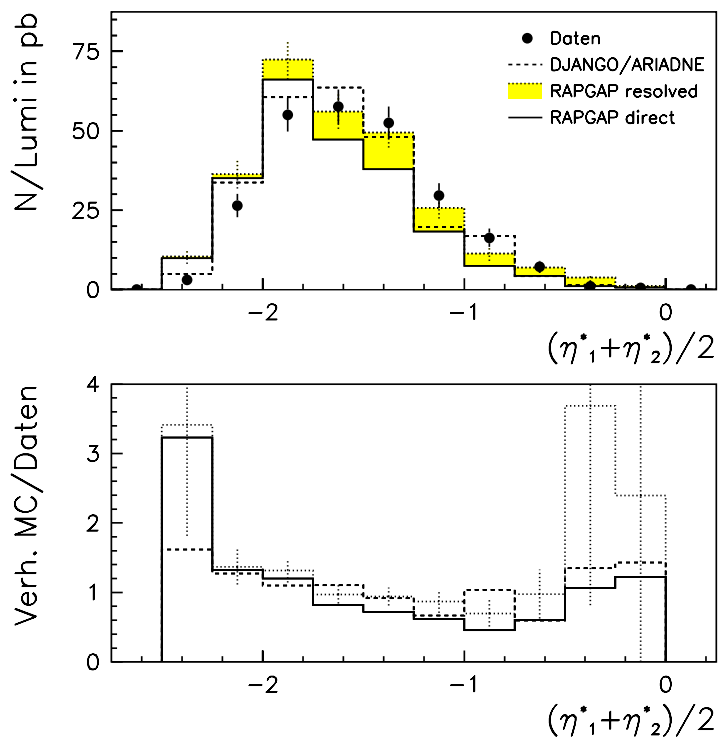 N/Lumi in pb
75
50
25
0
Daten
DJANGO/ARIADNE
RAPGAP resolved
RAPGAP direct
−2
−1
0
(η*₁+η*₂)/2
Verh. MC/Daten
4
3
2
1
0
−2
−1
0
(η*₁+η*₂)/2